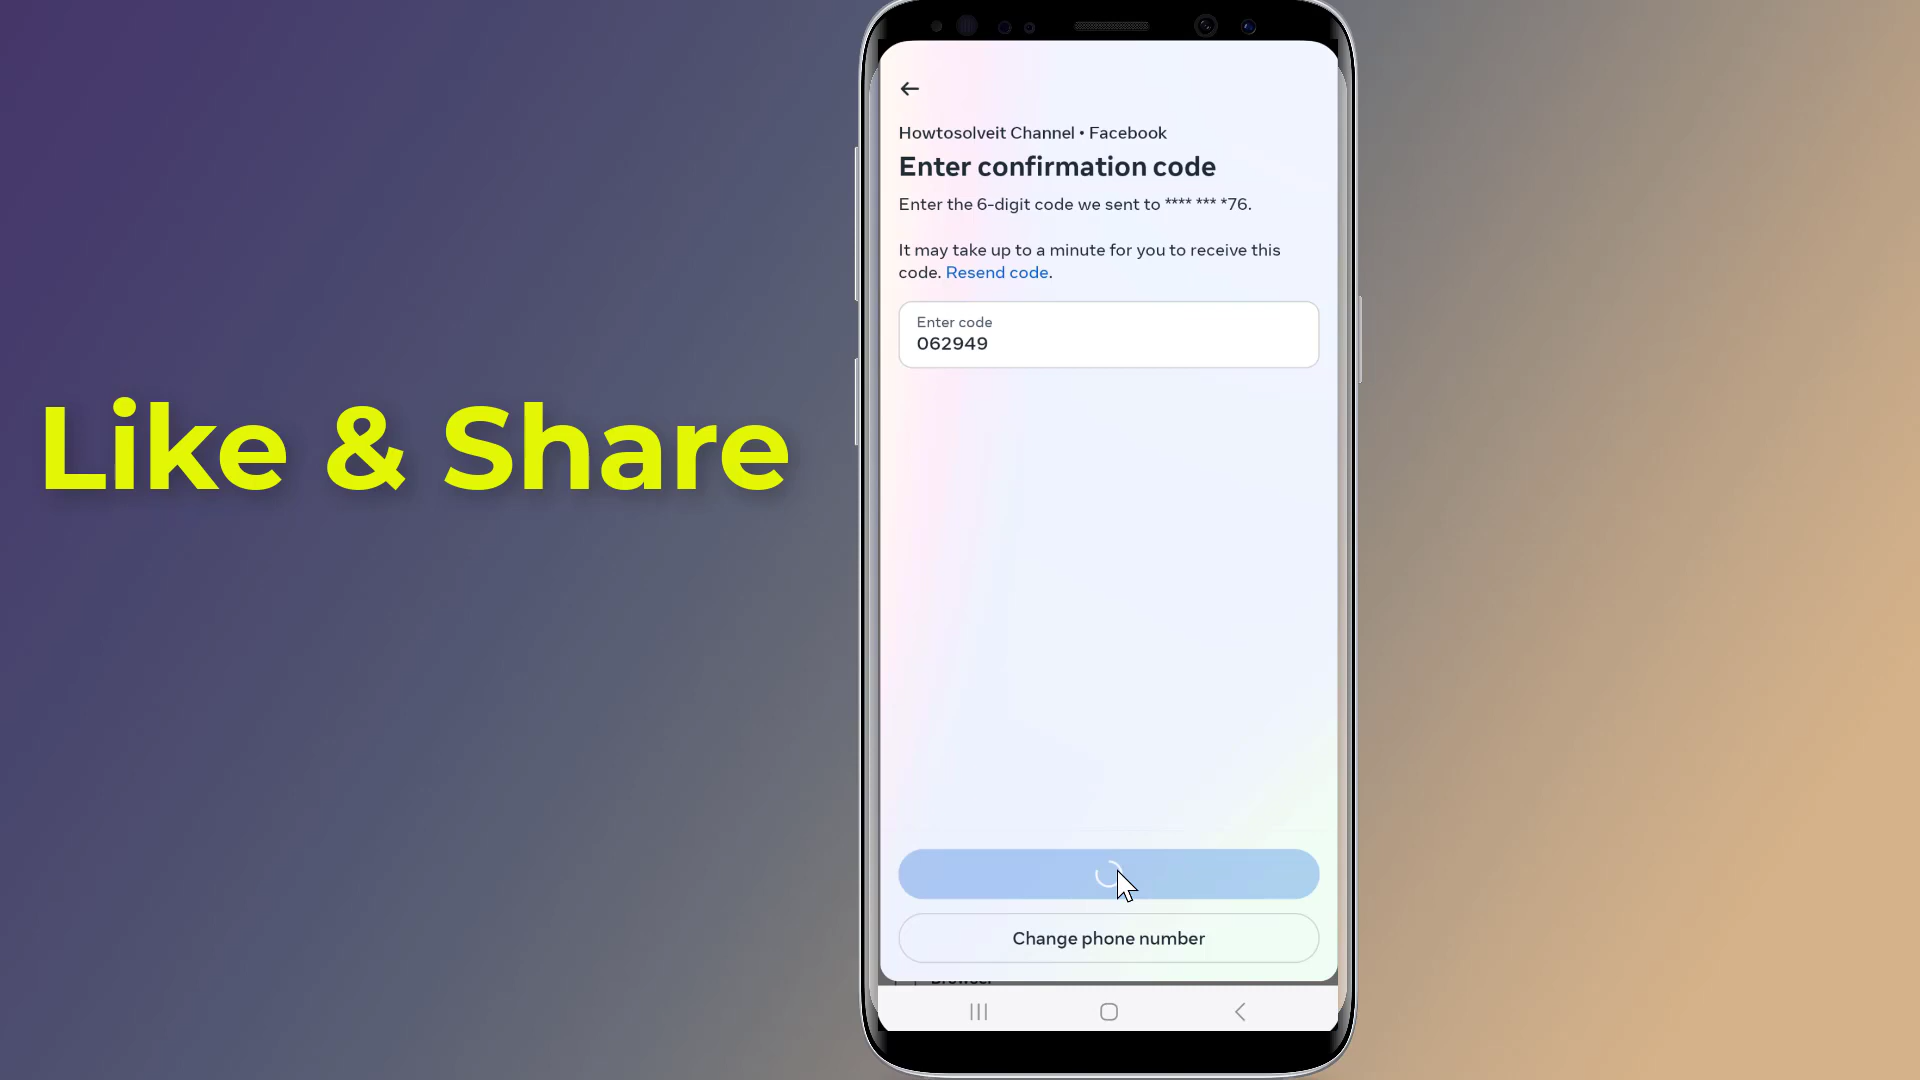 Like & Share
Howtosolveit Channel • Facebook
Enter confirmation code
Enter the 6-digit code we sent to **** *** *76.
It may take up to a minute for you to receive this
code. Resend code.
Enter code
062949
Change phone number
Browser